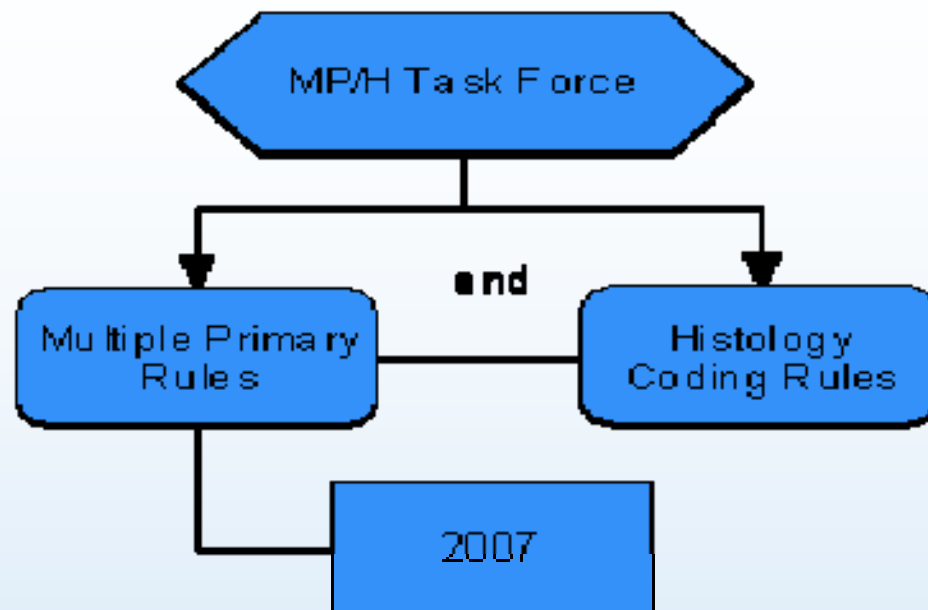 MP/H Task Force
and
Multiple Primary
Rules
Histology
Coding Rules
2007